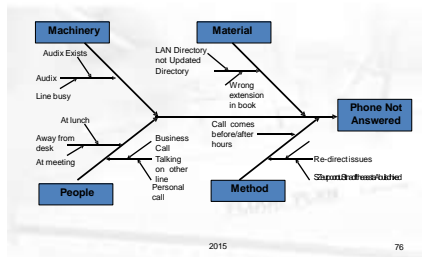 Machinery
Material
Audix Exists
Audix
Line busy
LAN Directory
not Updated
Directory
Wrong
extension
in book
Phone Not
Answered
At lunch
Away from
desk
At meeting
Business
Call
Talking
on other
line
Personal
call
Call comes
before/after
hours
Re-direct issues
People
Method
2015
76